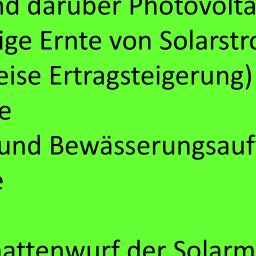 nd darüber Photovolta
ige Ernte von Solarstro
eise Ertragsteigerung)
e
und Bewässerungsauf
e
hattenwurf der Solarm